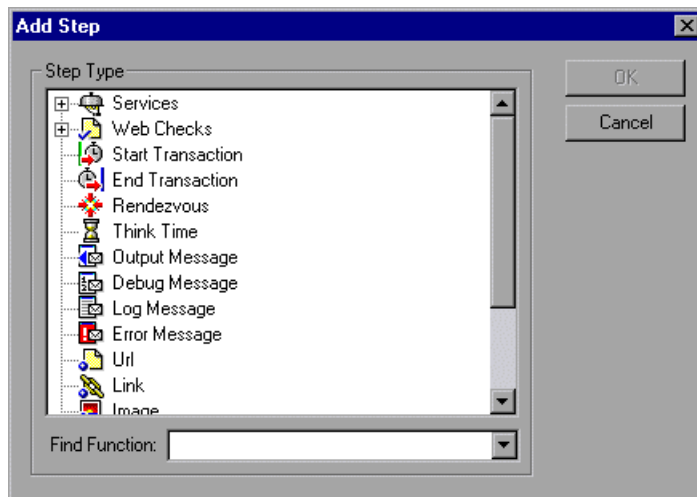 Add Step
Step Type
Services
Web Checks
Start Transaction
End Transaction
Rendezvous
Think Time
Output Message
Debug Message
Log Message
Error Message
Url
Link
Image
Find Function:
OK
Cancel